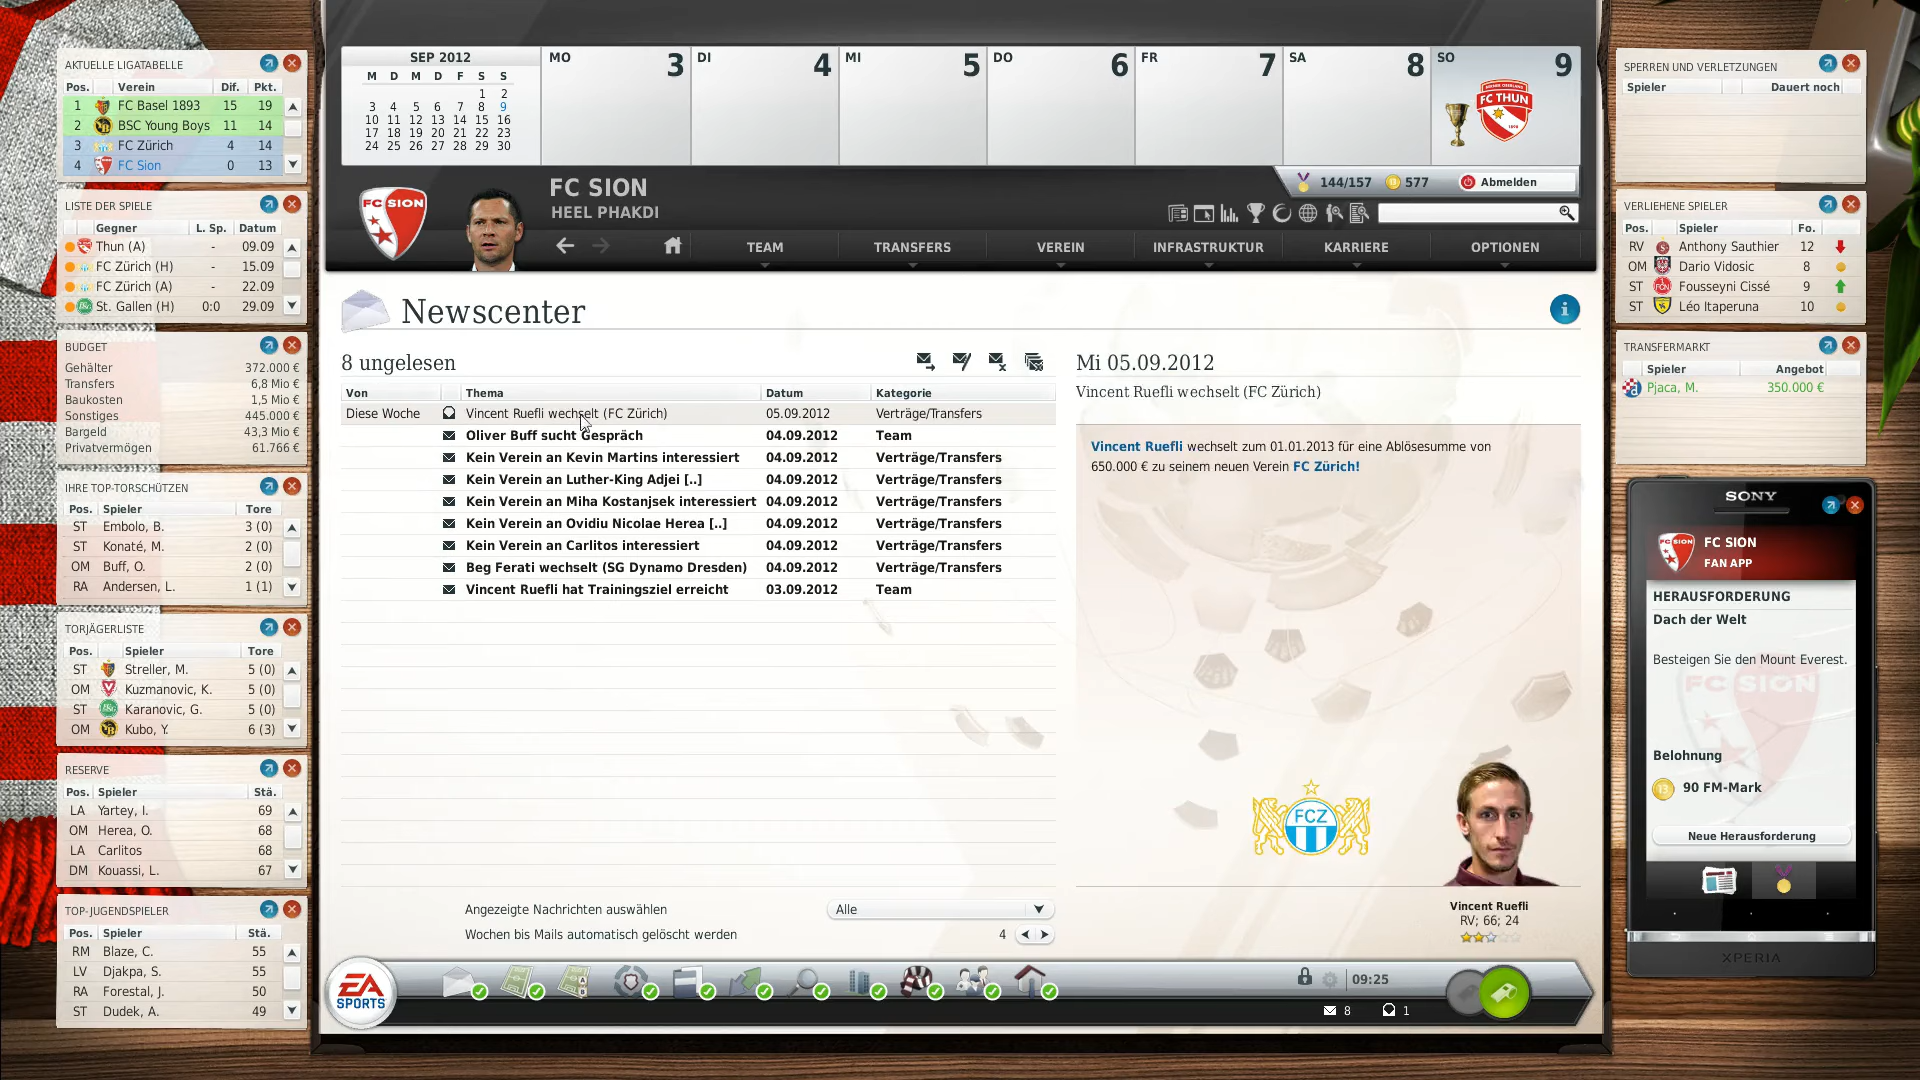 AKTUELLE LIGATABELLE
Pos. Verein Dif. Pkt.
1 FC Basel 1893 15 19
2 BSC Young Boys 11 14
3 FC Zürich 4 14
4 FC Sion 0 13
LISTE DER SPIELE
Gegner L. Sp. Datum
Thun (A) - 09.09
FC Zürich (H) - 15.09
FC Zürich (A) - 22.09
St. Gallen (H) 0:0 29.09
BUDGET
Gehälter 372.000 €
Transfers 6,8 Mio €
Baukosten 1,5 Mio €
Sonstiges 445.000 €
Bargeld 43,3 Mio €
Privatvermögen 61.766 €
IHRE TOP-TORSCHÜTZEN
Pos. Spieler Tore
ST Embolo, B. 3 (0)
ST Konaté, M. 2 (0)
OM Buff, O. 2 (0)
RA Andersen, L. 1 (1)
TORJÄGERLISTE
Pos. Spieler Tore
ST Streller, M. 5 (0)
OM Kuzmanovic, K. 5 (0)
ST Karanovic, G. 5 (0)
OM Kubo, Y. 6 (3)
RESERVE
Pos. Spieler Stä.
LA Yartey, I. 69
OM Herea, O. 68
LA Carlitos 68
DM Kouassi, L. 67
TOP-JUGENDSPIELER
Pos. Spieler Stä.
RM Blaze, C. 55
LV Djakpa, S. 55
RA Forestal, J. 50
ST Dudek, A. 49
SEP 2012
M D M D F S S
1 2
3 4 5 6 7 8 9
10 11 12 13 14 15 16
17 18 19 20 21 22 23
24 25 26 27 28 29 30
MO 3 DI 4 MI 5 DO 6 FR 7 SA 8 SO 9
FC THUN
144/157 577 Abmelden
FC SION
FC SION
HEEL PHAKDI
TEAM TRANSFERS VEREIN INFRASTRUKTUR KARRIERE OPTIONEN
Newscenter
8 ungelesen
Von Thema Datum Kategorie
Diese Woche Vincent Ruefli wechselt (FC Zürich) 05.09.2012 Verträge/Transfers
Oliver Buff sucht Gespräch 04.09.2012 Team
Kein Verein an Kevin Martins interessiert 04.09.2012 Verträge/Transfers
Kein Verein an Luther-King Adjei [..] 04.09.2012 Verträge/Transfers
Kein Verein an Miha Kostanjsek interessiert 04.09.2012 Verträge/Transfers
Kein Verein an Ovidiu Nicolae Herea [..] 04.09.2012 Verträge/Transfers
Kein Verein an Carlitos interessiert 04.09.2012 Verträge/Transfers
Beg Ferati wechselt (SG Dynamo Dresden) 04.09.2012 Verträge/Transfers
Vincent Ruefli hat Trainingsziel erreicht 03.09.2012 Team
Angezeigte Nachrichten auswählen Alle
Wochen bis Mails automatisch gelöscht werden 4
Mi 05.09.2012
Vincent Ruefli wechselt (FC Zürich)
Vincent Ruefli wechselt zum 01.01.2013 für eine Ablösesumme von
650.000 € zu seinem neuen Verein FC Zürich!
FCZ
Vincent Ruefli
RV; 66; 24
EA
SPORTS
09:25
8 1
SPERREN UND VERLETZUNGEN
Spieler Dauert noch
VERLIEHENE SPIELER
Pos. Spieler Fo.
RV Anthony Sauthier 12
OM Dario Vidosic 8
ST Fousseyni Cissé 9
ST Léo Itaperuna 10
TRANSFERMARKT
Spieler Angebot
Pjaca, M. 350.000 €
SONY
FC SION
FC SION
FAN APP
HERAUSFORDERUNG
Dach der Welt
Besteigen Sie den Mount Everest.
FC SION
Belohnung
13 90 FM-Mark
Neue Herausforderung
XPERIA